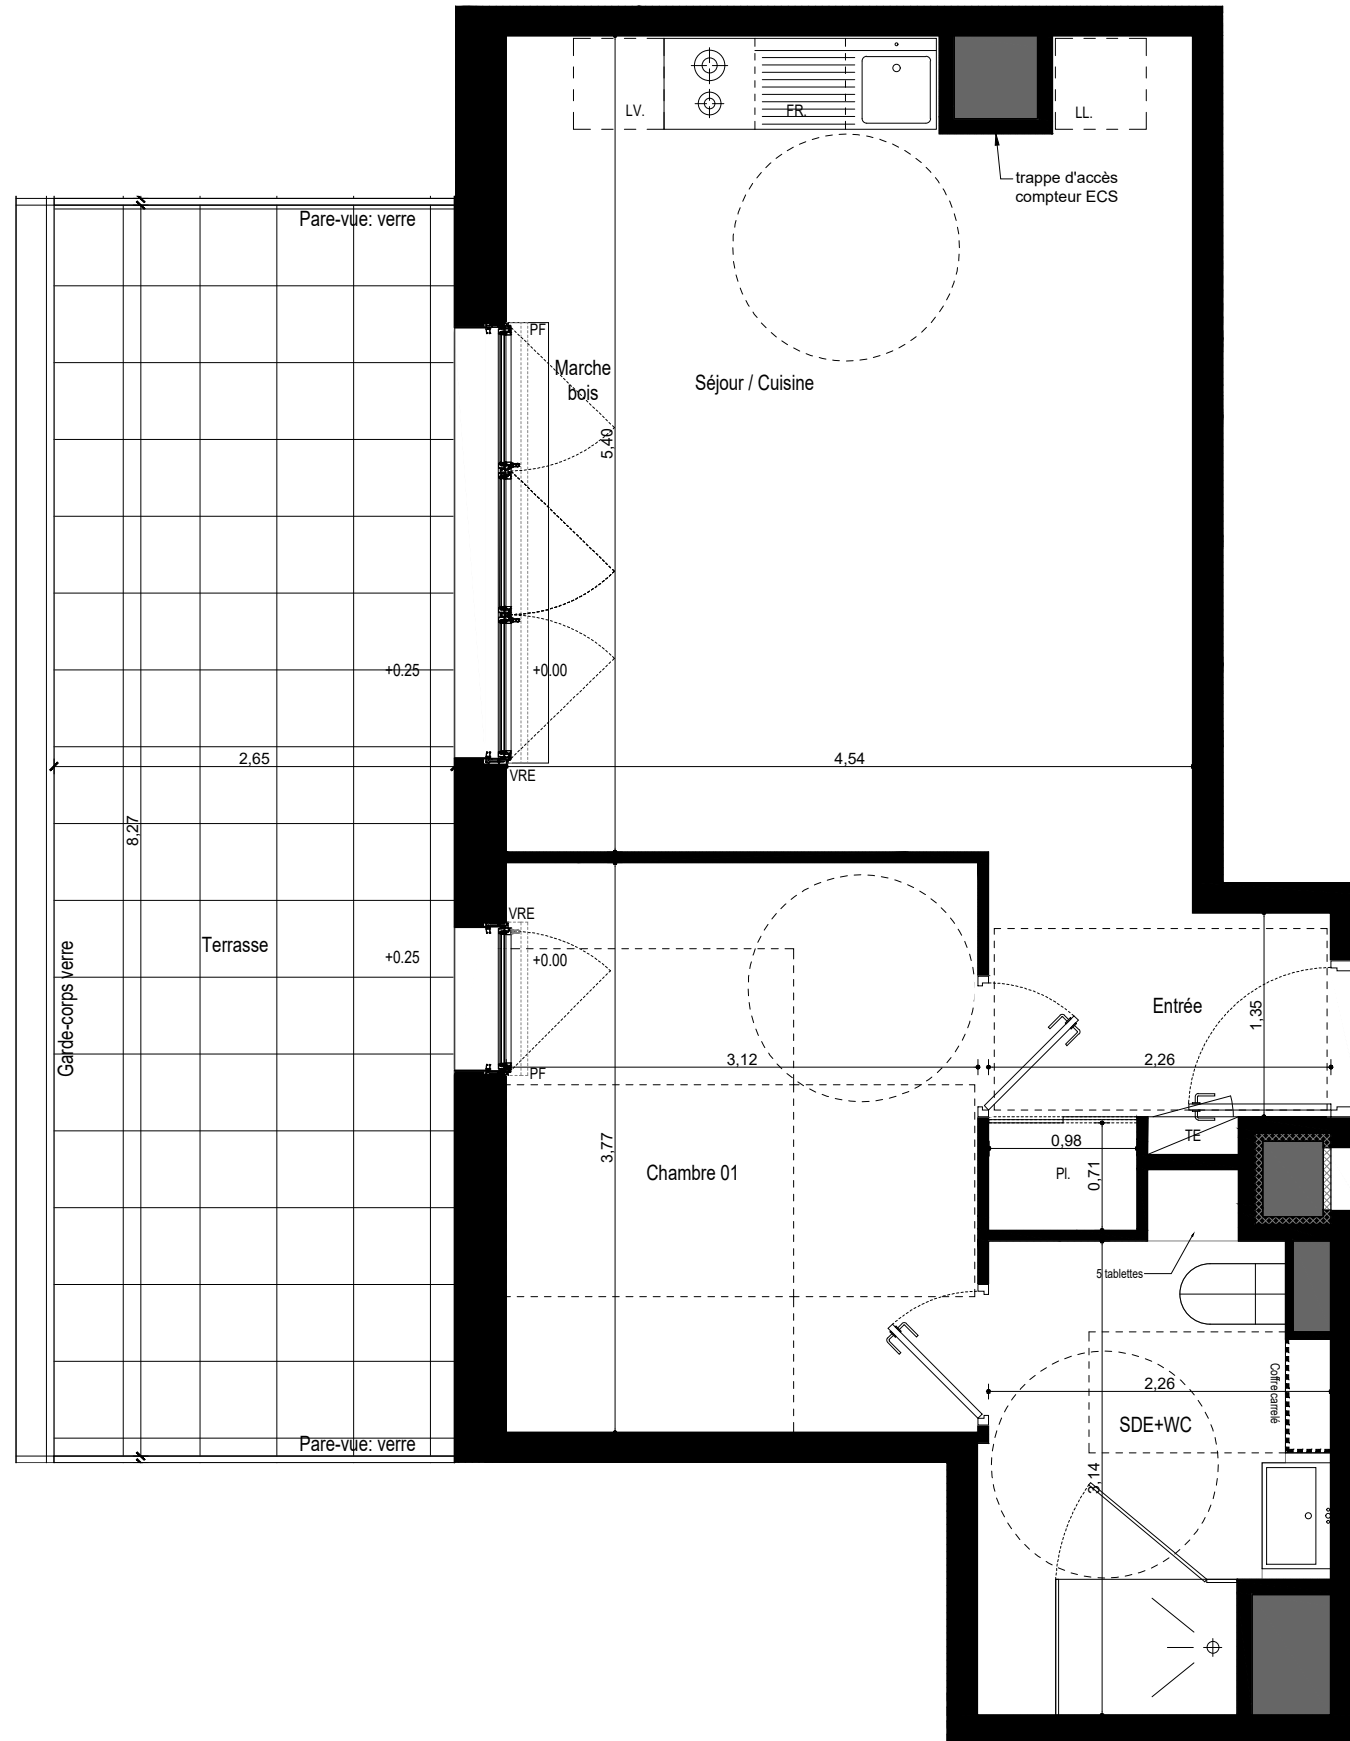 LV.
FR.
LL.
trappe d'accès
compteur ECS
Pare-vue: verre
PF
Marche
bois
Séjour / Cuisine
5,40
+0.25
+0.00
2,65
4,54
VRE
8,27
VRE
Terrasse
+0.25
+0.00
Garde-corps verre
Entrée
1,35
3,12
2,26
PF
TE
0,98
3,77
Chambre 01
Pl.
0,71
5 tablettes
2,26
Coffre carrelé
SDE+WC
Pare-vue: verre
3,14